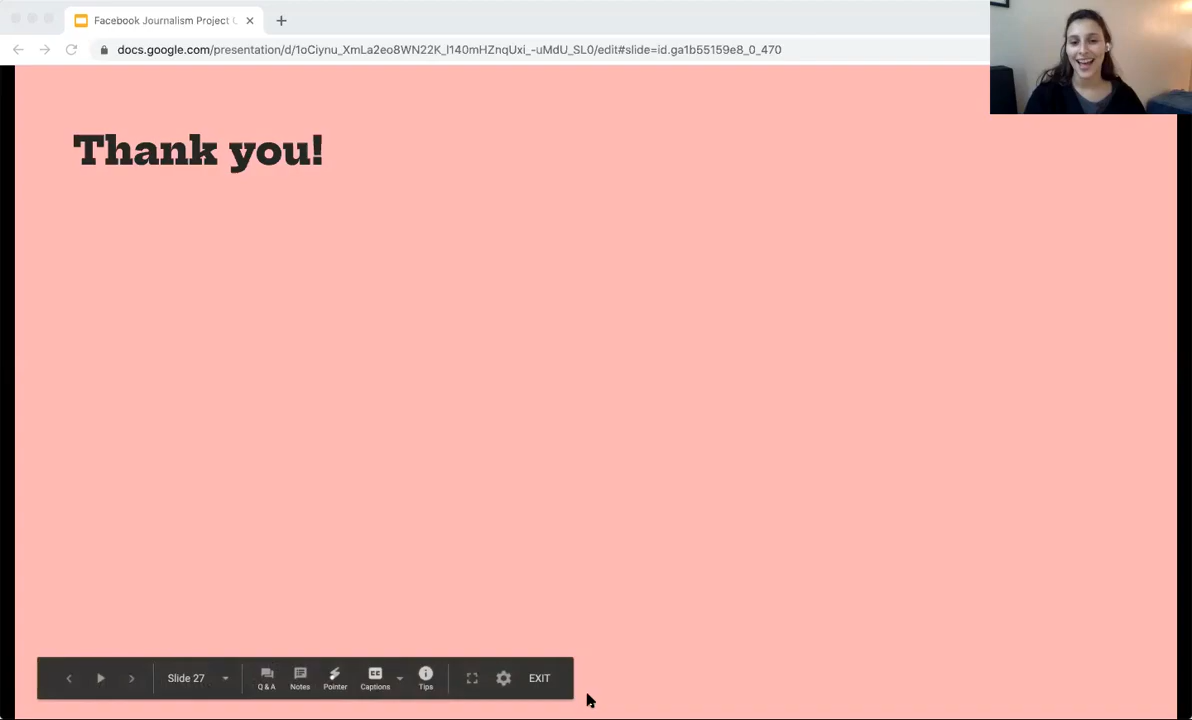 Facebook Journalism Project
docs.google.com/presentation/d/1oCiynu_XmLa2eo8WN22K_l140mHZnqUxi_-uMdU_SL0/edit#slide=id.ga1b55159e8_0_470
Thank you!
Slide 27
Q & A
Notes
Pointer
CC
Captions
Tips
EXIT